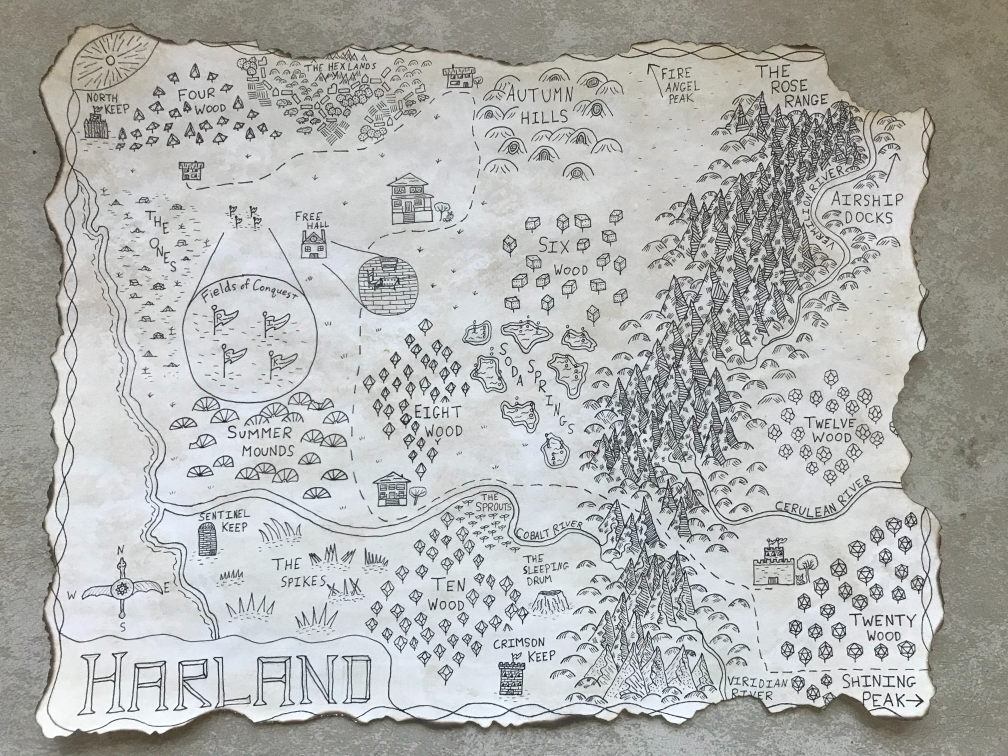 THE HEXLANDS
NORTH
KEEP
FOUR
WOOD
AUTUMN
HILLS
FIRE
ANGEL
PEAK
THE
ROSE
RANGE
VERMILION RIVER
AIRSHIP
DOCKS
THE ONES
FREE
HALL
SIX
WOOD
Fields of Conquest
SODA SPRINGS
EIGHT
WOOD
SUMMER
MOUNDS
TWELVE
WOOD
CERULEAN RIVER
SENTINEL
KEEP
THE
SPROUTS
COBALT RIVER
THE
SPIKES
THE
SLEEPING
DRUM
TEN
WOOD
N
W
E
S
TWENTY
WOOD
CRIMSON
KEEP
HARLAND
VIRIDIAN
RIVER
SHINING
PEAK→